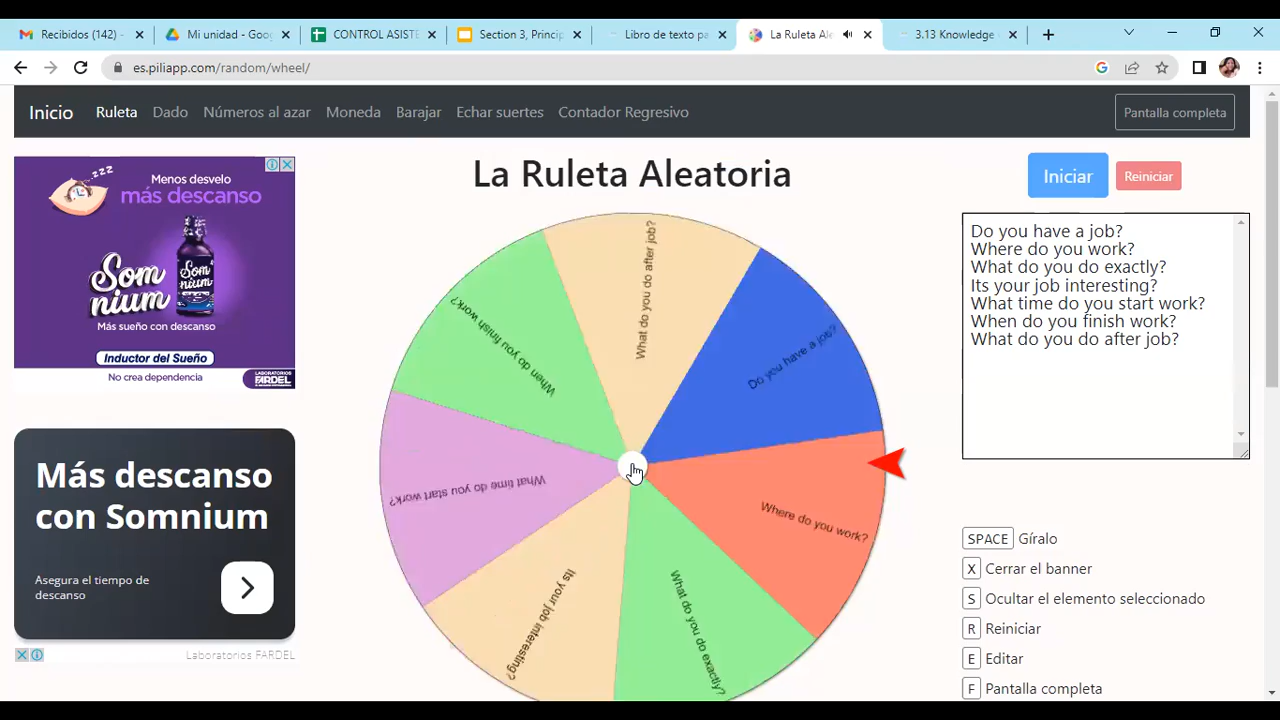 Recibidos (142) -
Mi unidad - Goo
CONTROL ASIST
Section 3, Princip
Libro de texto pa
La Ruleta Ale
3.13 Knowledge
es.piliapp.com/random/wheel/
Inicio
Ruleta
Dado
Números al azar
Moneda
Barajar
Echar suertes
Contador Regresivo
Pantalla completa
Menos desvelo
más descanso
Som
nium
Más sueño con descanso
Inductor del Sueño
No crea dependencia
LABORATORIOS
FARDEL
Más descanso
con Somnium
Asegura el tiempo de
descanso
Laboratorios FARDEL
La Ruleta Aleatoria
What do you do after job?
Do you have a job?
Where do you work?
What do you do exactly?
Its your job interesting?
What time do you start work?
When do you finish work?
Iniciar
Reiniciar
Do you have a job?
Where do you work?
What do you do exactly?
Its your job interesting?
What time do you start work?
When do you finish work?
What do you do after job?
SPACE Gíralo
X Cerrar el banner
S Ocultar el elemento seleccionado
R Reiniciar
E Editar
F Pantalla completa